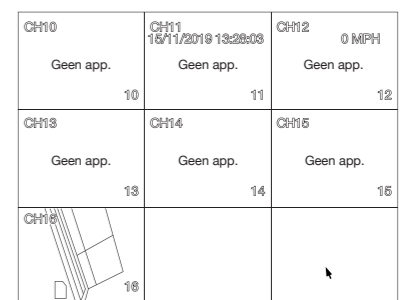 CH10
CH11
CH12
15/11/2019 13:28:03
0 MPH
Geen app.
Geen app.
Geen app.
10
11
12
CH13
CH14
CH15
Geen app.
Geen app.
Geen app.
13
14
15
CH16
16